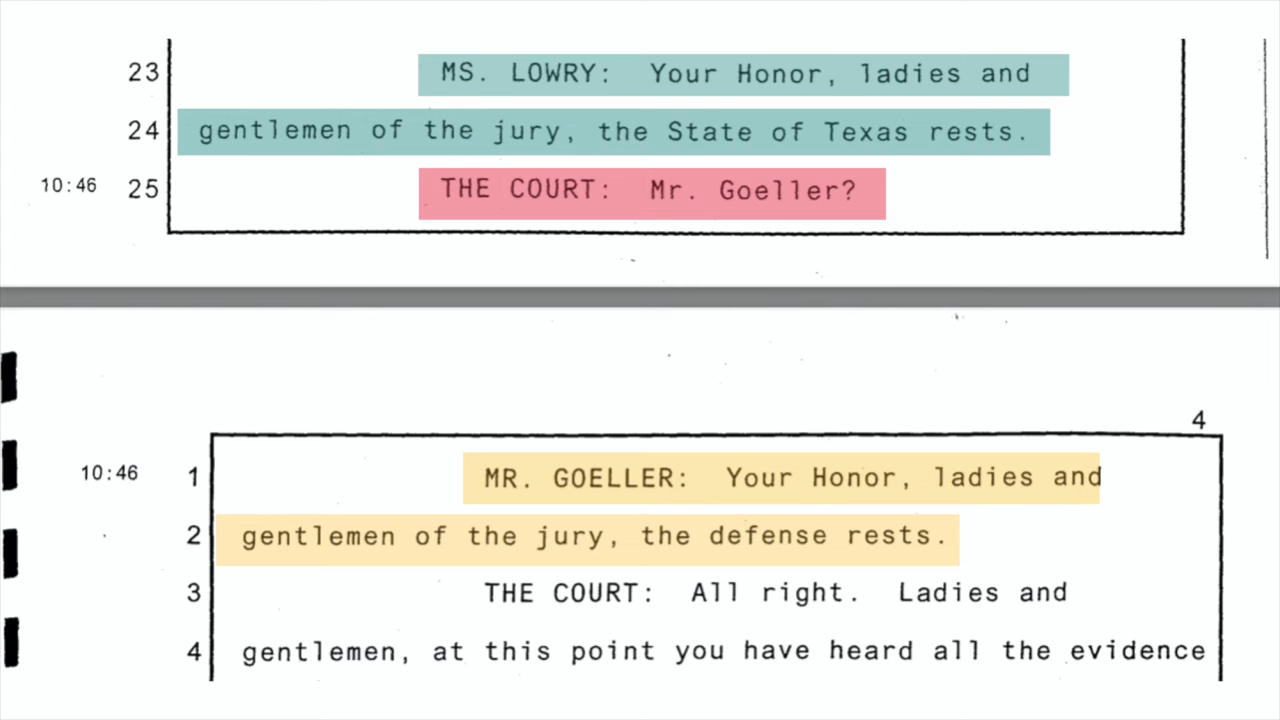 23 MS. LOWRY: Your Honor, ladies and
24 gentlemen of the jury, the State of Texas rests.
10:46 25 THE COURT: Mr. Goeller?
4
10:46 1 MR. GOELLER: Your Honor, ladies and
2 gentlemen of the jury, the defense rests.
3 THE COURT: All right. Ladies and
4 gentlemen, at this point you have heard all the evidence